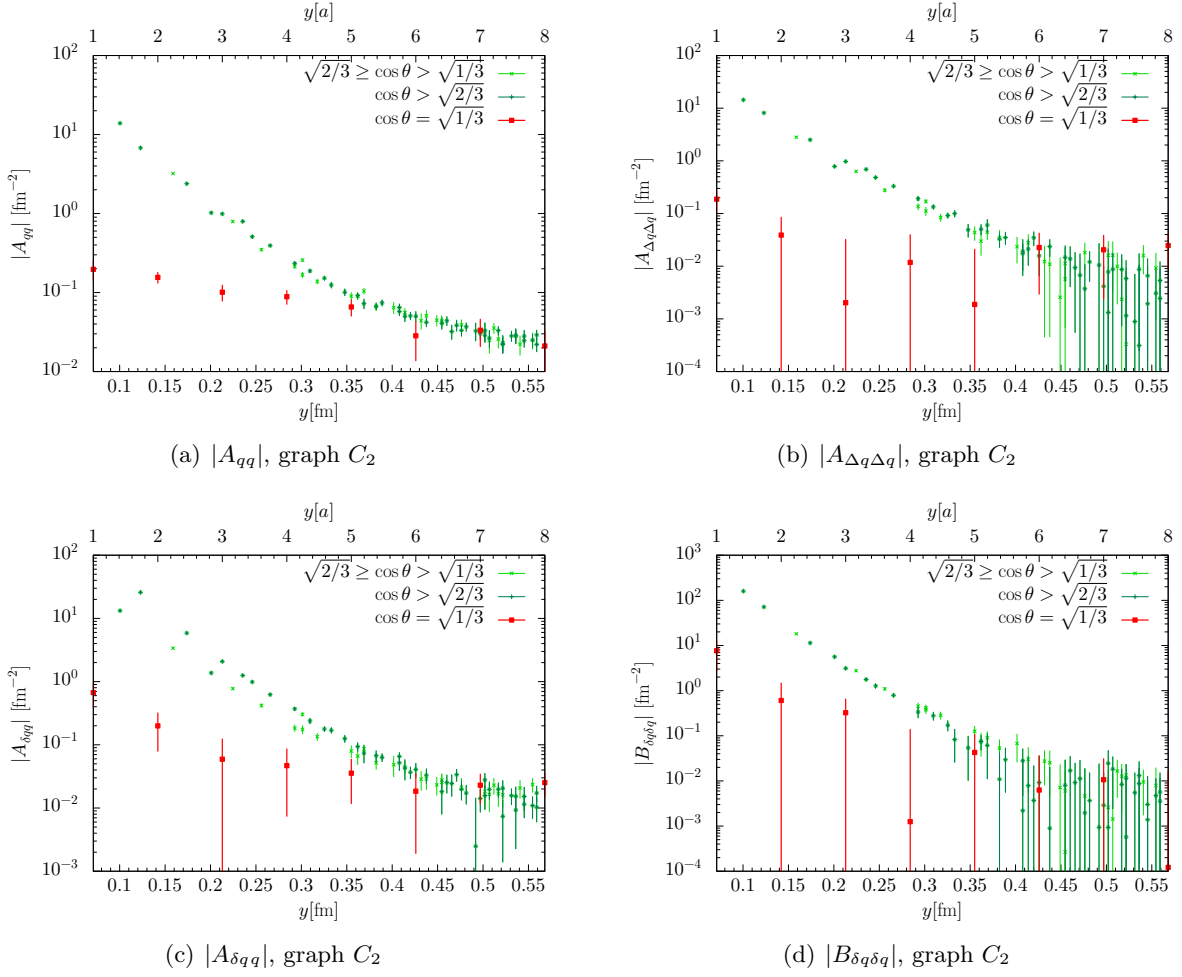 y[a]
1 2 3 4 5 6 7 8
10^2
10^1
10^0
10^-1
10^-2
|A_qq| [fm^-2]
√2/3 ≥ cos θ > √1/3
cos θ > √2/3
cos θ = √1/3
0.1 0.15 0.2 0.25 0.3 0.35 0.4 0.45 0.5 0.55
y[fm]
(a) |A_qq|, graph C_2
y[a]
1 2 3 4 5 6 7 8
10^2
10^1
10^0
10^-1
10^-2
10^-3
10^-4
|A_ΔqΔq| [fm^-2]
√2/3 ≥ cos θ > √1/3
cos θ > √2/3
cos θ = √1/3
0.1 0.15 0.2 0.25 0.3 0.35 0.4 0.45 0.5 0.55
y[fm]
(b) |A_ΔqΔq|, graph C_2
y[a]
1 2 3 4 5 6 7 8
10^2
10^1
10^0
10^-1
10^-2
10^-3
|A_δqq| [fm^-2]
√2/3 ≥ cos θ > √1/3
cos θ > √2/3
cos θ = √1/3
0.1 0.15 0.2 0.25 0.3 0.35 0.4 0.45 0.5 0.55
y[fm]
(c) |A_δqq|, graph C_2
y[a]
1 2 3 4 5 6 7 8
10^3
10^2
10^1
10^0
10^-1
10^-2
10^-3
10^-4
|B_δqδq| [fm^-2]
√2/3 ≥ cos θ > √1/3
cos θ > √2/3
cos θ = √1/3
0.1 0.15 0.2 0.25 0.3 0.35 0.4 0.45 0.5 0.55
y[fm]
(d) |B_δqδq|, graph C_2